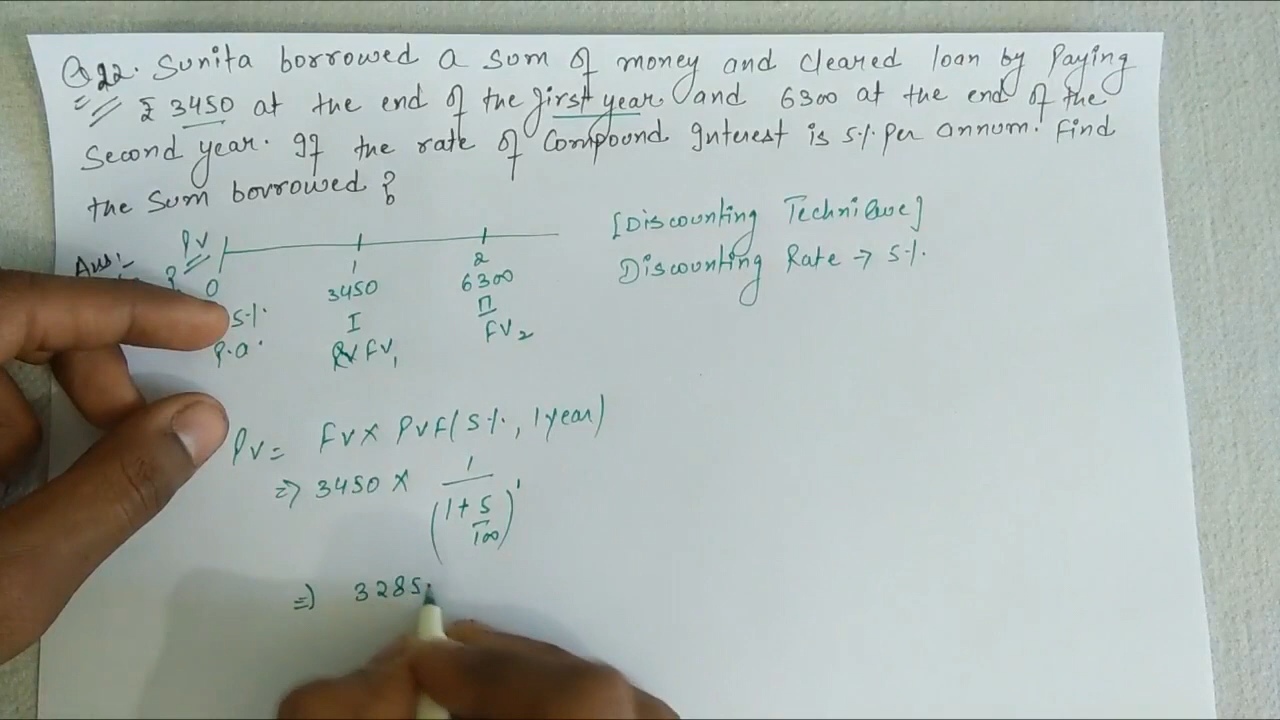 Q22. Sunita borrowed a sum of money and cleared loan by Paying
₹ 3450 at the end of the first year and 6300 at the end of the
Second year. If the rate of Compound Interest is 5% per annum. Find
the Sum borrowed ?
Ans:-
PV
?
0 1 2
3450 6300
5% I II
P.a. FV1 FV2
[Discounting Technique]
Discounting Rate → 5%.
PV = FV × PVF(5%, 1 year)
=> 3450 × 1/(1+5/100)^1
=> 3285.